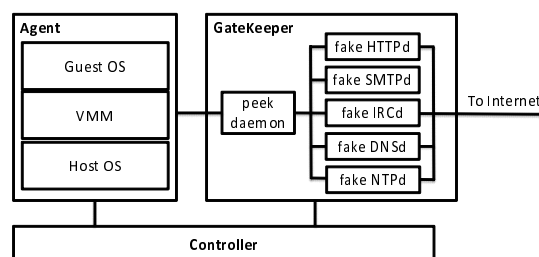 Agent
Guest OS
VMM
Host OS
GateKeeper
peek
daemon
fake HTTPd
fake SMTPd
fake IRCd
fake DNSd
fake NTPd
To Internet
Controller